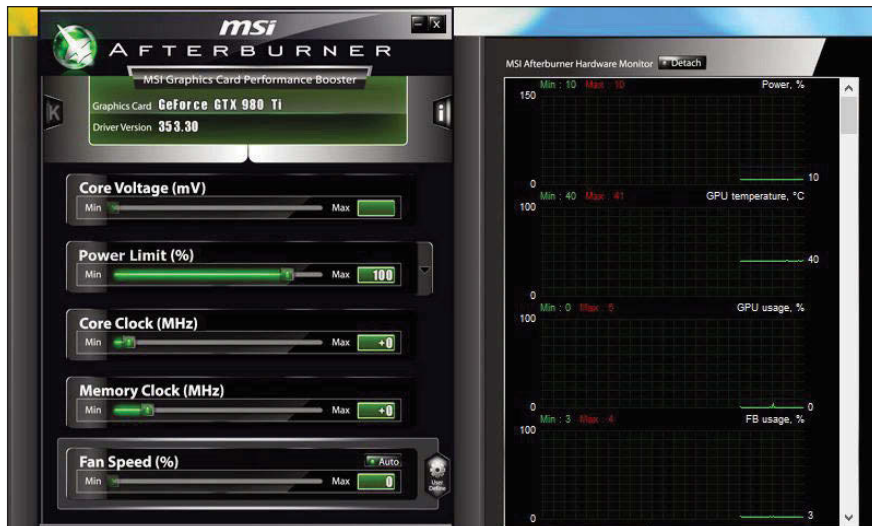 msi
AFTERBURNER
MSI Graphics Card Performance Booster
K
i
Graphics Card GeForce GTX 980 Ti
Driver Version 353.30
Core Voltage (mV)
Min Max
Power Limit (%)
Min Max 100
Core Clock (MHz)
Min Max +0
Memory Clock (MHz)
Min Max +0
Fan Speed (%) Auto
Min Max 0
User Define
MSI Afterburner Hardware Monitor Detach
Min : 10 Max : 10 Power, %
150
10
0
Min : 40 Max : 41 GPU temperature, °C
100
40
0
Min : 0 Max : 5 GPU usage, %
100
0 0
Min : 3 Max : 4 FB usage, %
100
3
0